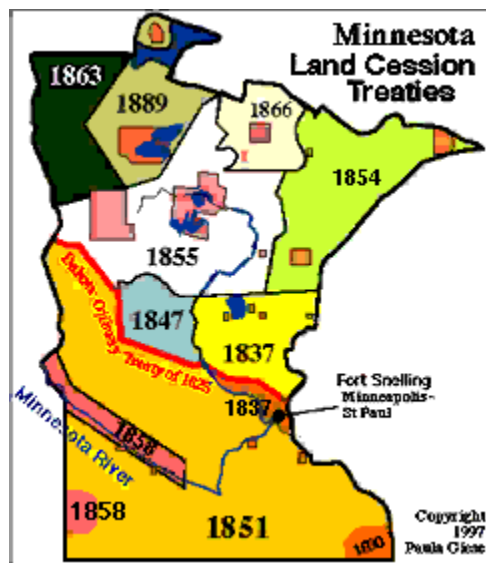 Minnesota
Land Cession
Treaties
1863
1889
1866
1854
1855
Dakota-Ojibway Treaty of 1825
1847
1837
Fort Snelling
Minneapolis-
St Paul
1837
Minnesota River
1858
1858
1851
Copyright
1997
Paula Giese